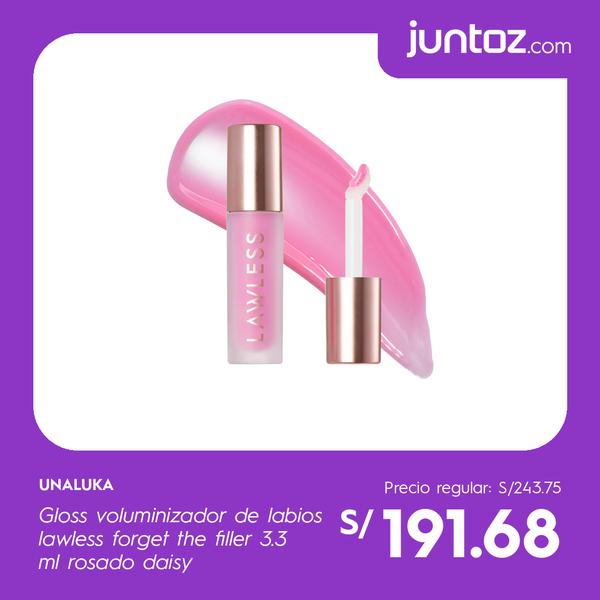 juntoz.com
LAWLESS
UNALUKA
Gloss voluminizador de labios
lawless forget the filler 3.3
ml rosado daisy
Precio regular: S/243.75
S/191.68